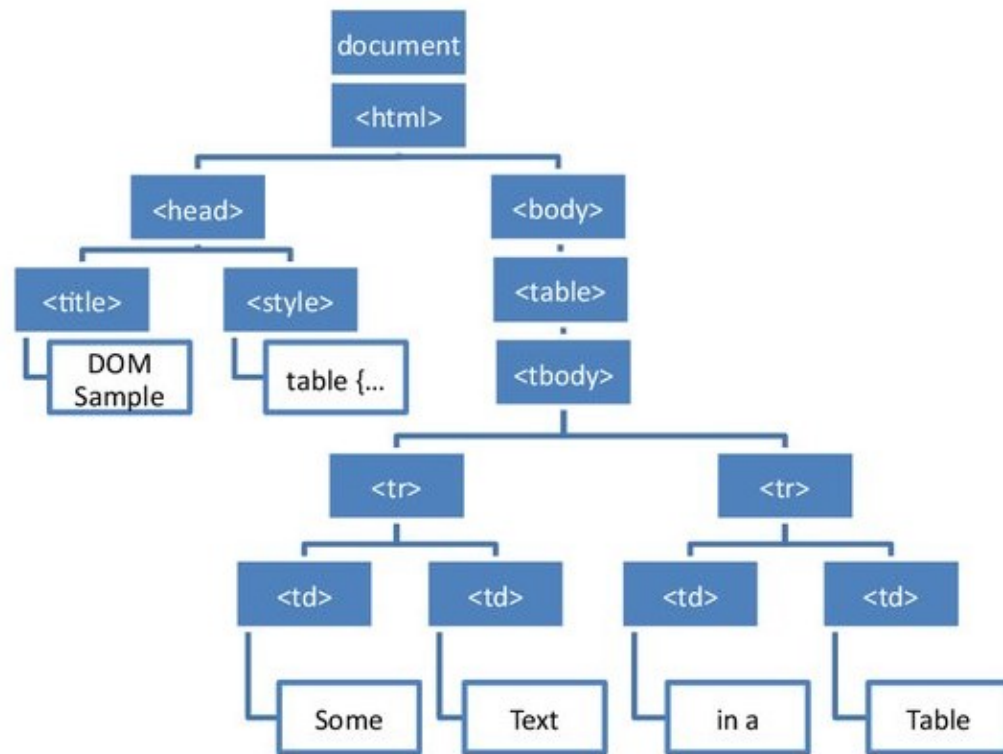 document
<html>
<head>
<body>
<title>
<style>
<table>
DOM
Sample
table {...
<tbody>
<tr>
<tr>
<td>
<td>
<td>
<td>
Some
Text
in a
Table